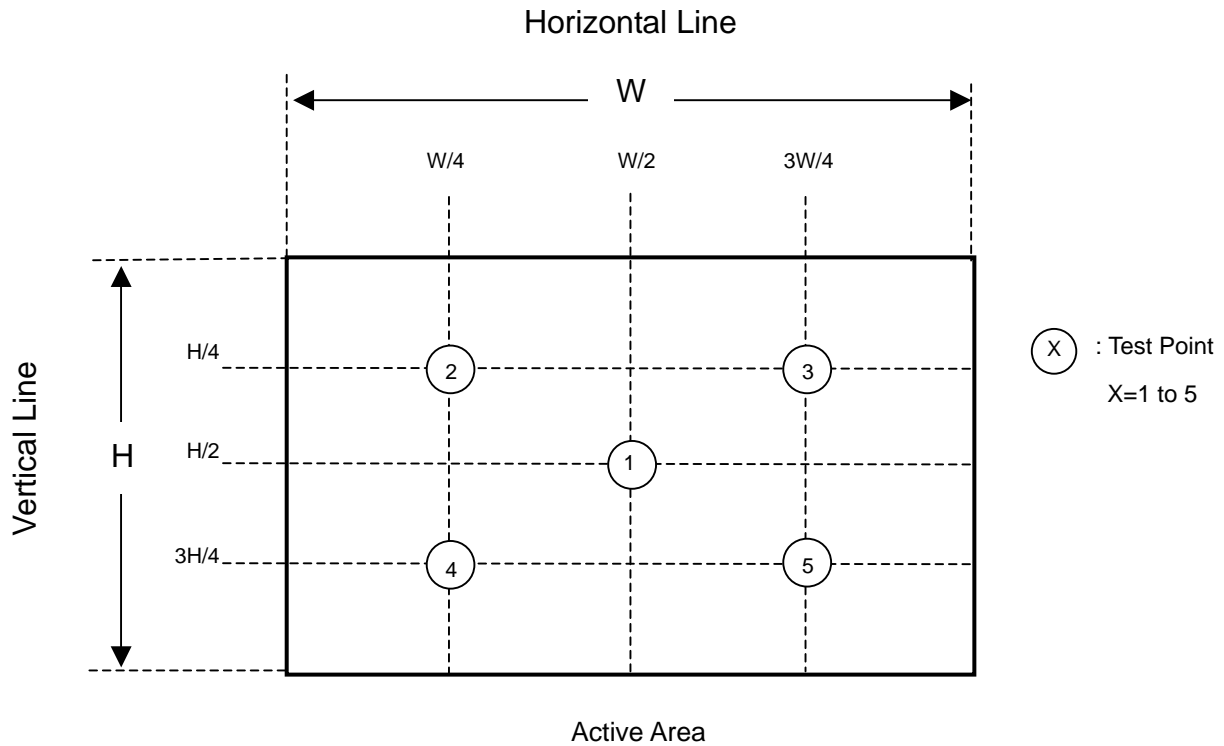 Horizontal Line
W
W/4
W/2
3W/4
Vertical Line
H
H/4
H/2
3H/4
2
3
1
4
5
X : Test Point
X=1 to 5
Active Area